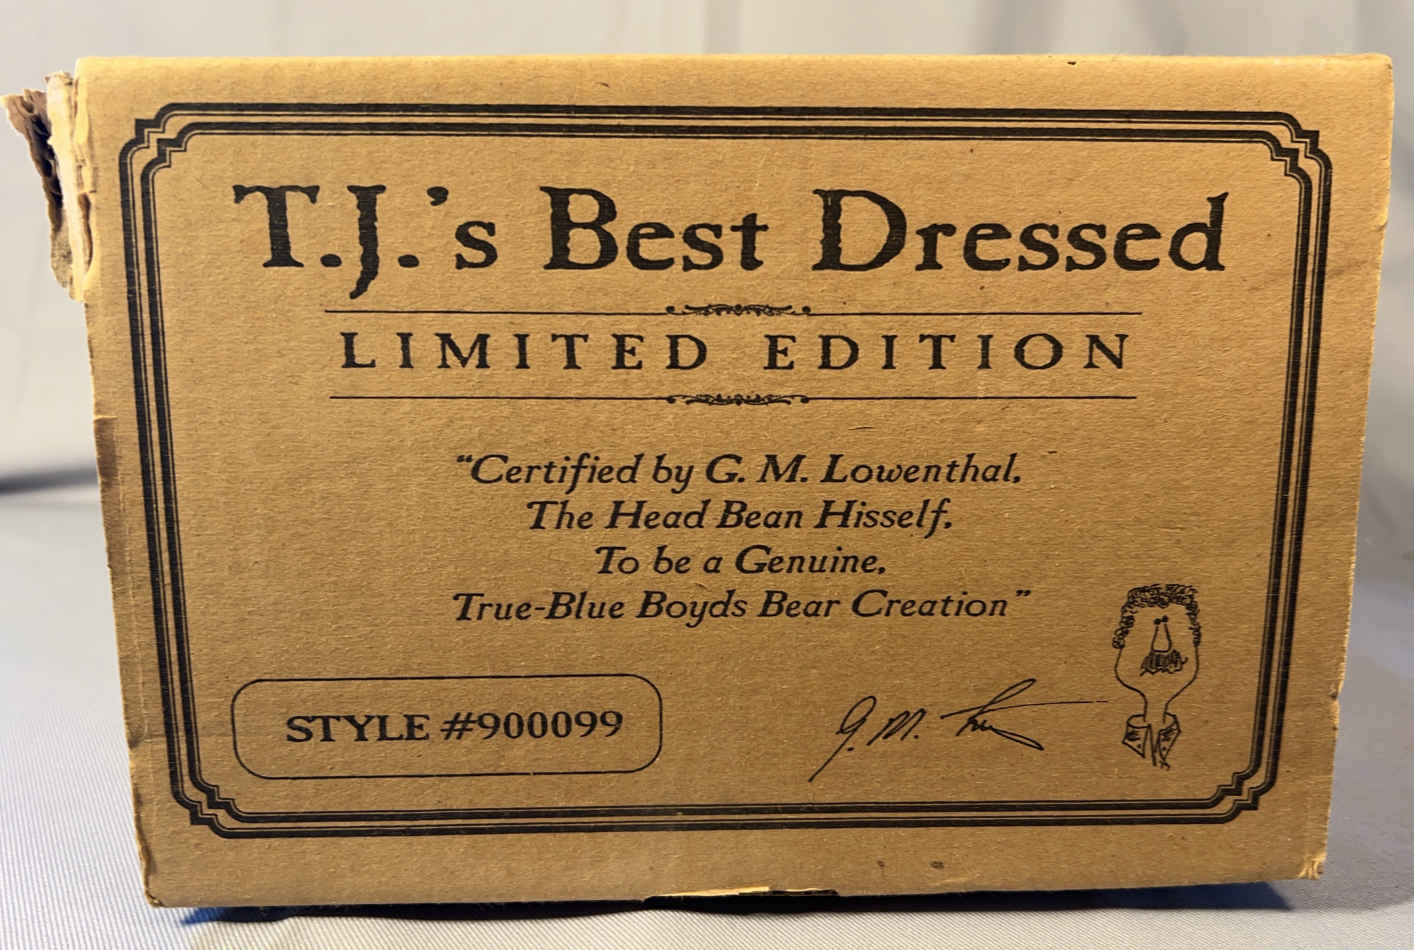 T.J.'s Best Dressed
LIMITED EDITION
"Certified by G. M. Lowenthal,
The Head Bean Hisself,
To be a Genuine,
True-Blue Boyds Bear Creation"
STYLE #900099
G. M.